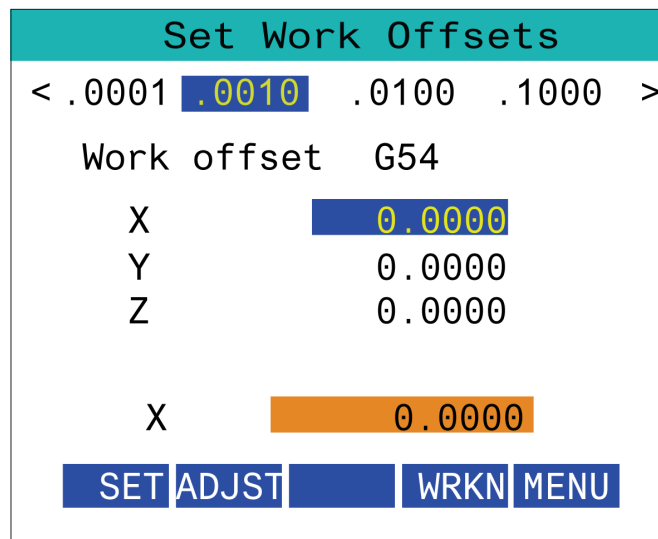 Set Work Offsets
< .0001 .0010 .0100 .1000 >
Work offset G54
X 0.0000
Y 0.0000
Z 0.0000
X 0.0000
SET ADJST WRKN MENU